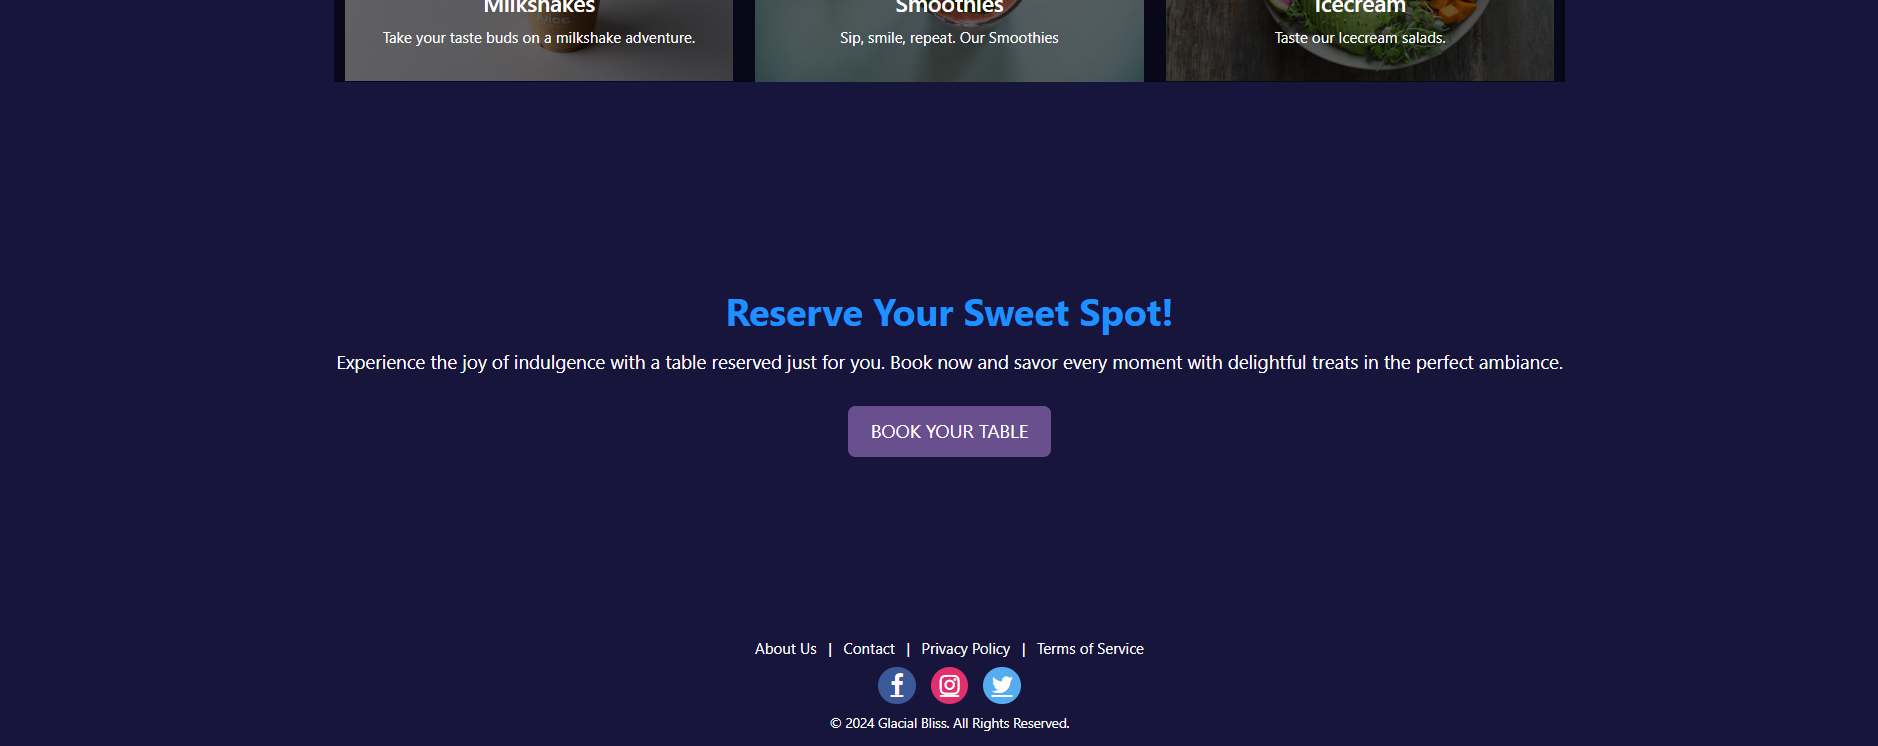 Milkshakes
Take your taste buds on a milkshake adventure.
Smoothies
Sip, smile, repeat. Our Smoothies
Icecream
Taste our Icecream salads.
Reserve Your Sweet Spot!
Experience the joy of indulgence with a table reserved just for you. Book now and savor every moment with delightful treats in the perfect ambiance.
BOOK YOUR TABLE
About Us | Contact | Privacy Policy | Terms of Service
© 2024 Glacial Bliss. All Rights Reserved.